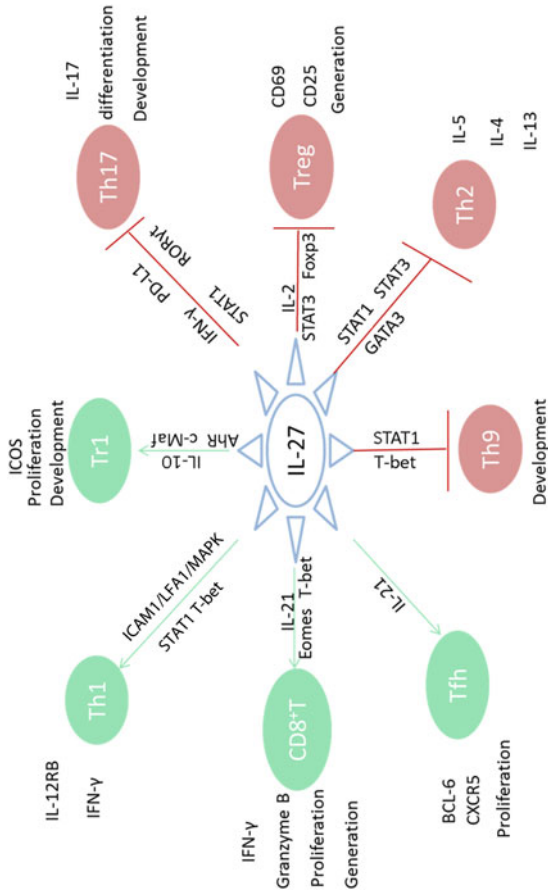 IL-12RB
IFN-γ
Th1
ICAM1/LFA1/MAPK
STAT1 T-bet
ICOS
Proliferation
Development
Tr1
IL-10
AhR c-Maf
Th17
IL-17
differentiation
Development
RORγt
IFN-γ PD-L1
STAT1
IFN-γ
Granzyme B
Proliferation
Generation
CD8+T
IL-21
Eomes T-bet
IL-27
IL-2
STAT3 Foxp3
Treg
CD69
CD25
Generation
BCL-6
CXCR5
Proliferation
Tfh
IL-21
STAT1
T-bet
Th9
Development
STAT1 STAT3
GATA3
Th2
IL-5
IL-4
IL-13